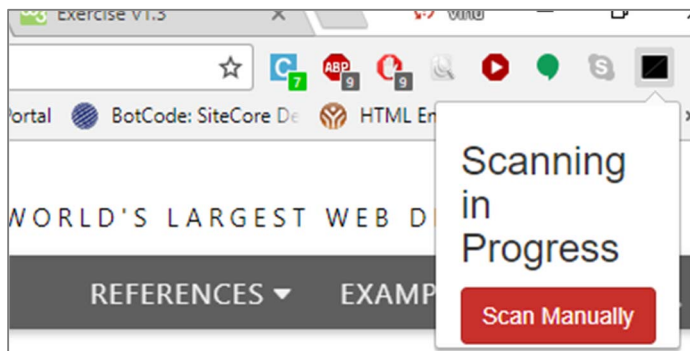 Exercise V1.3
vinu
7
ABP
9
9
Portal
BotCode: SiteCore De
HTML En
WORLD'S LARGEST WEB D
REFERENCES
EXAMP
Scanning
in
Progress
Scan Manually